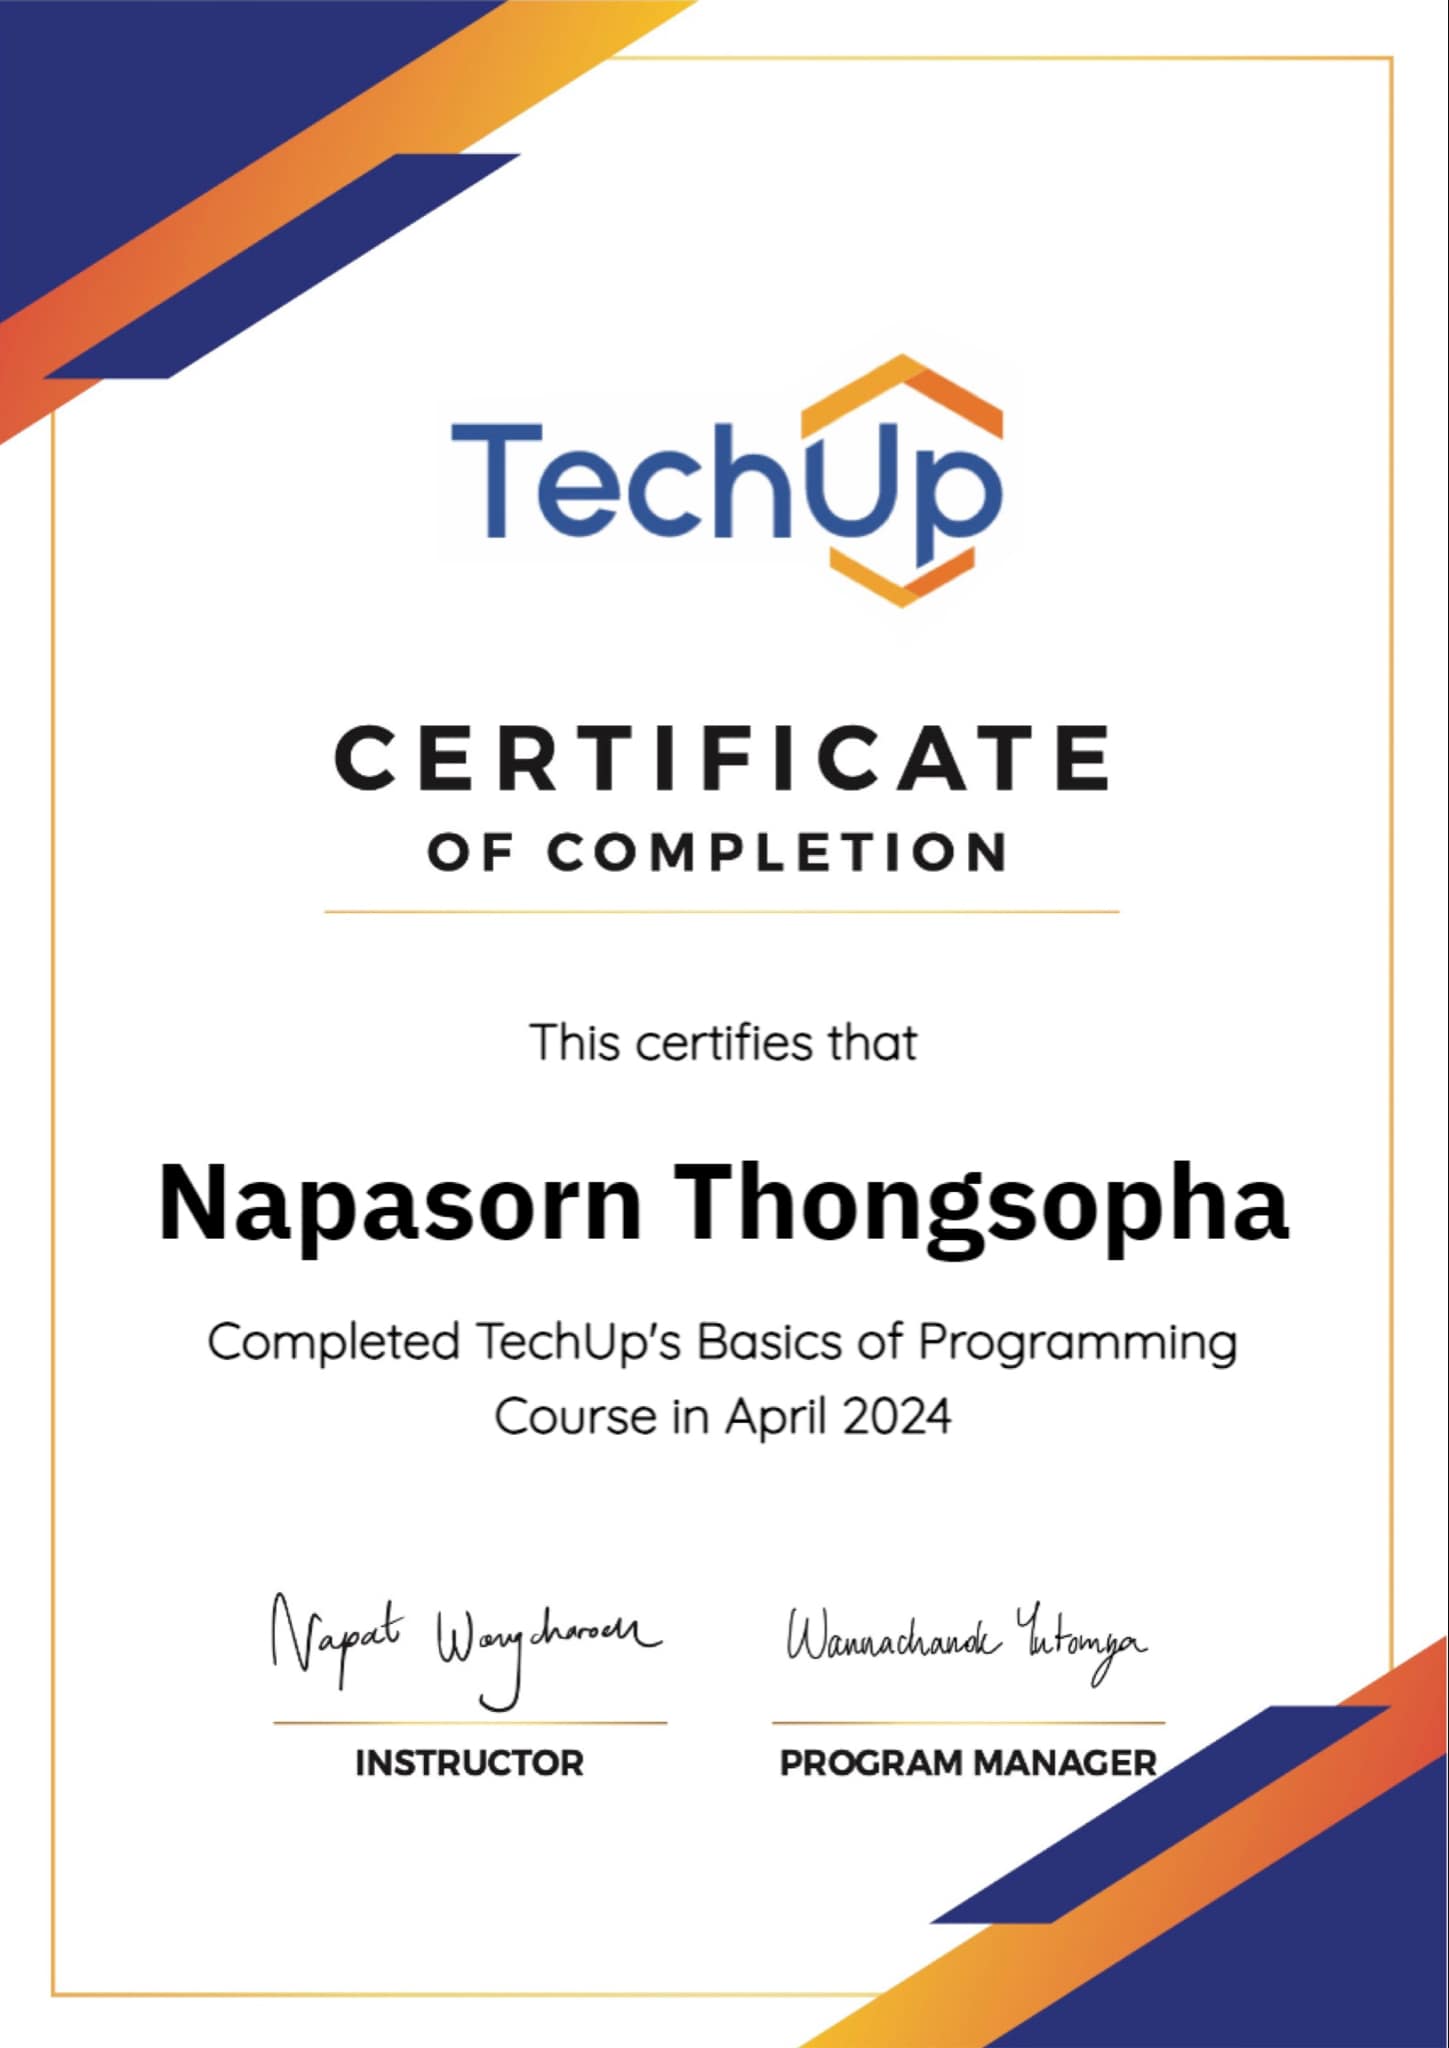 TechUp
CERTIFICATE
OF COMPLETION
This certifies that
Napasorn Thongsopha
Completed TechUp's Basics of Programming
Course in April 2024
Napat Wongcharoen
Wannachanok Yutomya
INSTRUCTOR
PROGRAM MANAGER